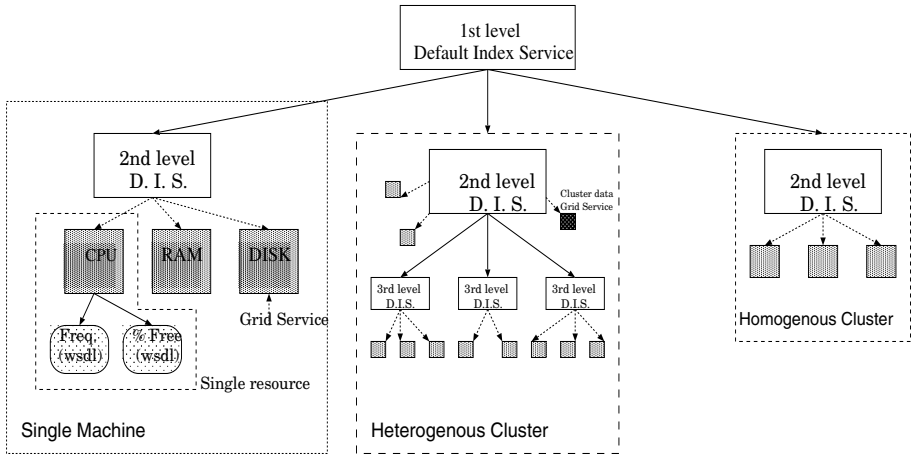 1st level
Default Index Service
2nd level
D. I. S.
CPU
RAM
DISK
Grid Service
Freq.
(wsdl)
% Free
(wsdl)
Single resource
Single Machine
2nd level
D. I. S.
Cluster data
Grid Service
3rd level
D.I.S.
3rd level
D.I.S.
3rd level
D.I.S.
Heterogenous Cluster
2nd level
D. I. S.
Homogenous Cluster